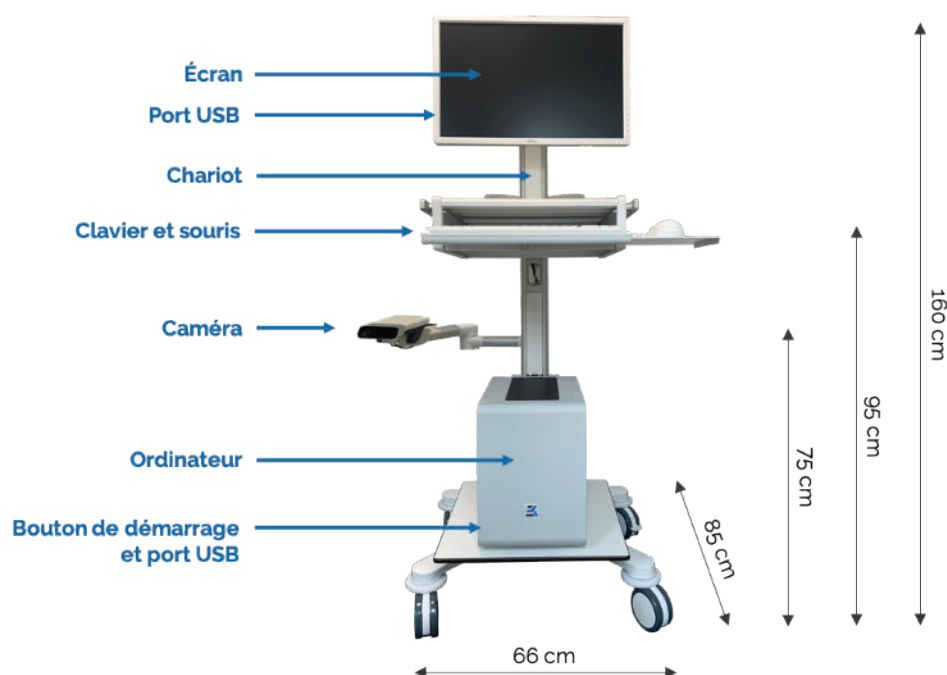 Écran
Port USB
Chariot
Clavier et souris
Caméra
Ordinateur
Bouton de démarrage
et port USB
160 cm
95 cm
75 cm
85 cm
66 cm